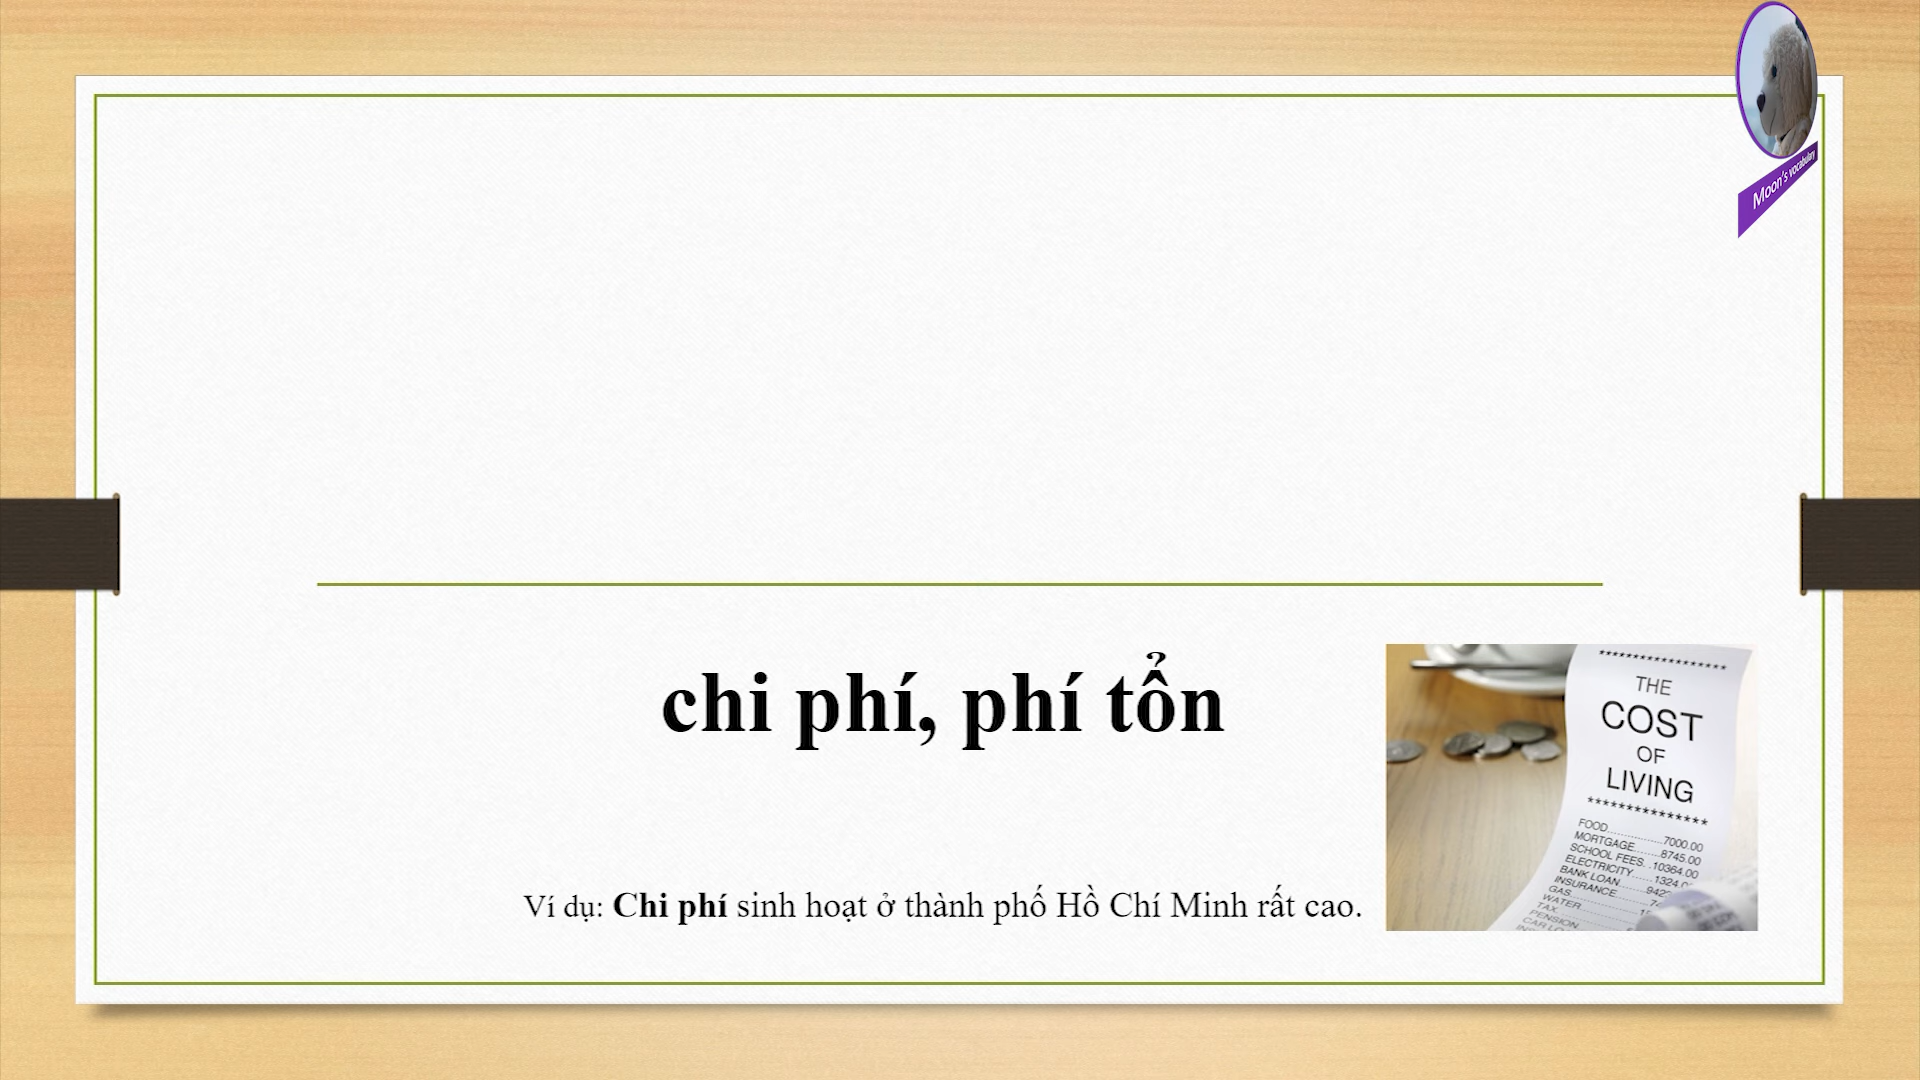 Moon's vocabulary
chi phí, phí tổn
Ví dụ: Chi phí sinh hoạt ở thành phố Hồ Chí Minh rất cao.
******************
THE
COST
OF
LIVING
****************
FOOD..............7000.00
MORTGAGE.......8745.00
SCHOOL FEES..10364.00
ELECTRICITY......1324.
BANK LOAN
INSURANCE
GAS
WATER
TAX
PENSION